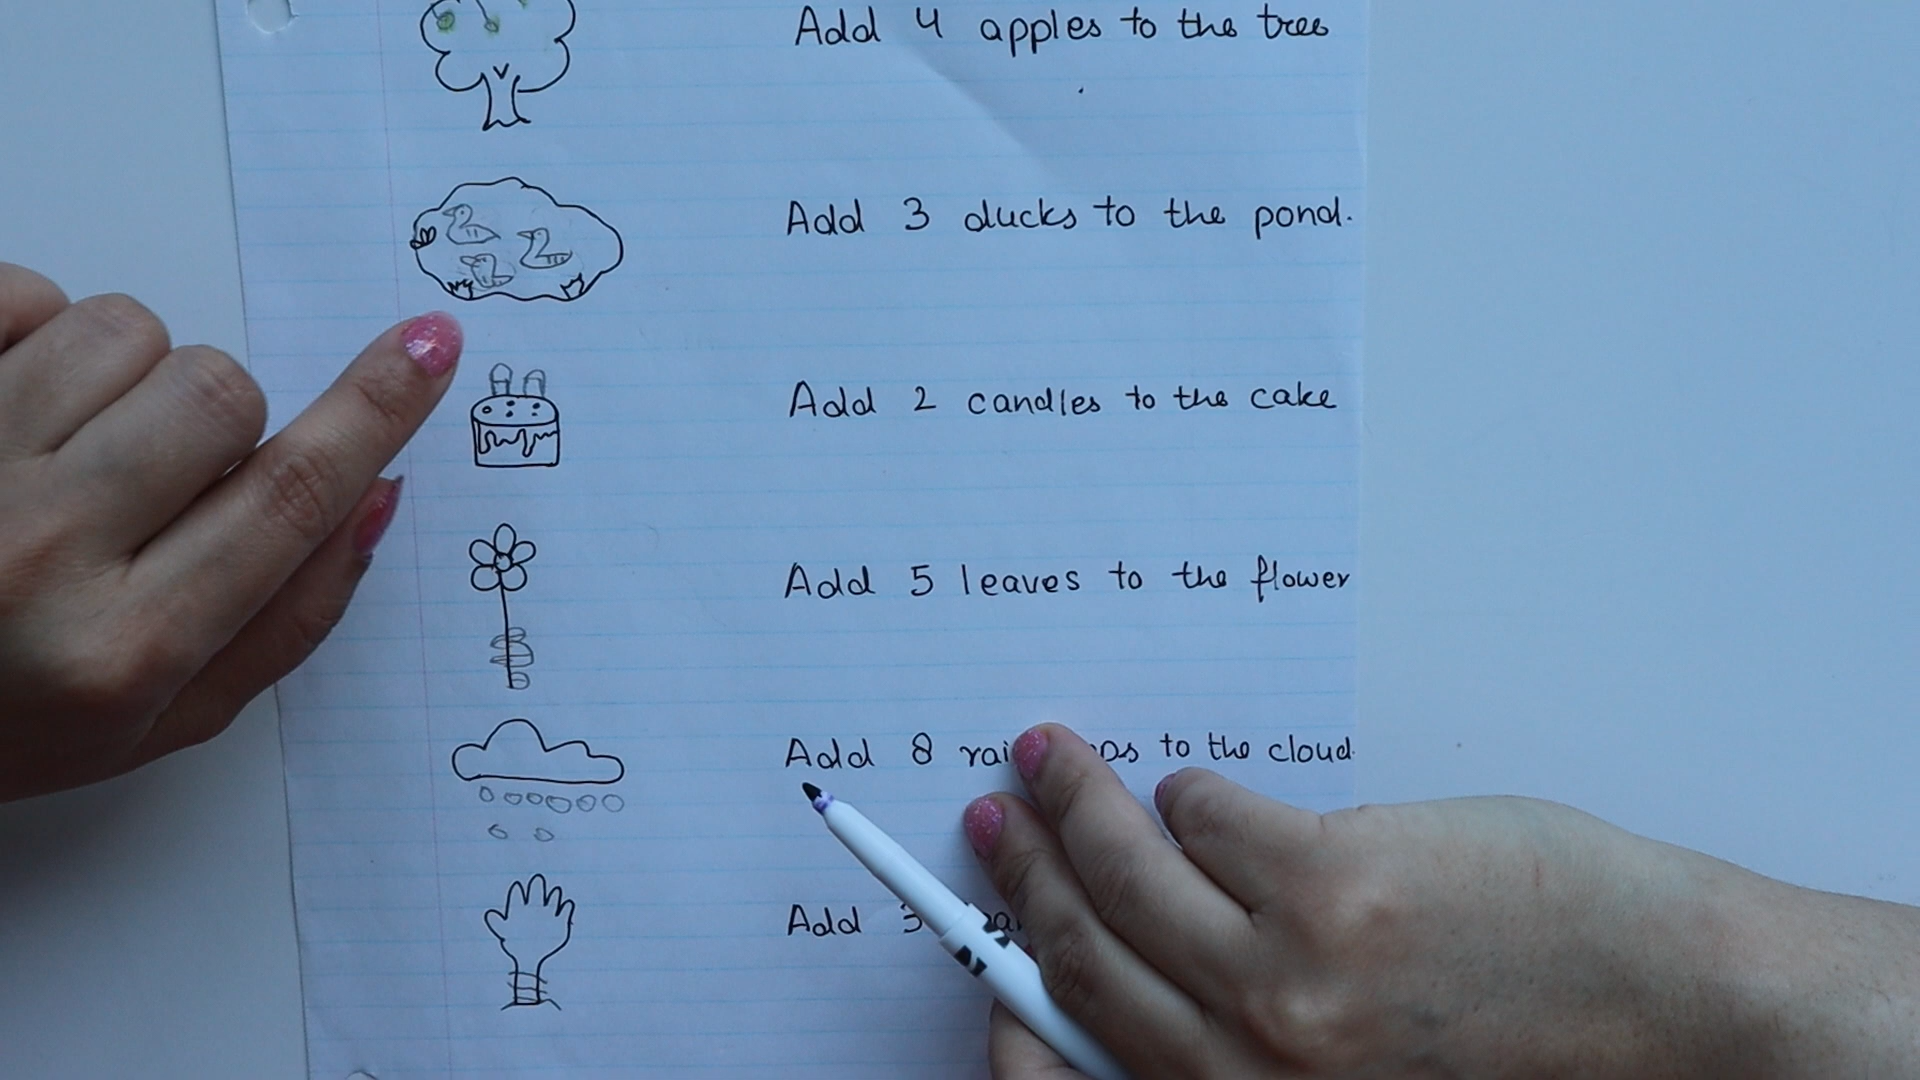 Add 4 apples to the tree
Add 3 ducks to the pond.
Add 2 candles to the cake
Add 5 leaves to the flower
Add 8 to the cloud.
Add 3